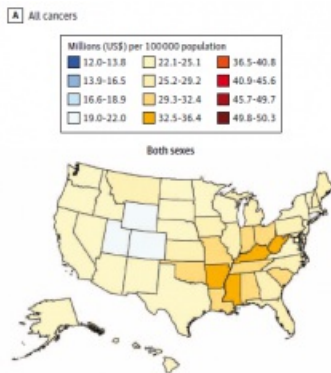 A All cancers
Millions (US$) per 100000 population
12.0-13.8 22.1-25.1 36.5-40.8
13.9-16.5 25.2-29.2 40.9-45.6
16.6-18.9 29.3-32.4 45.7-49.7
19.0-22.0 32.5-36.4 49.8-50.3
Both sexes